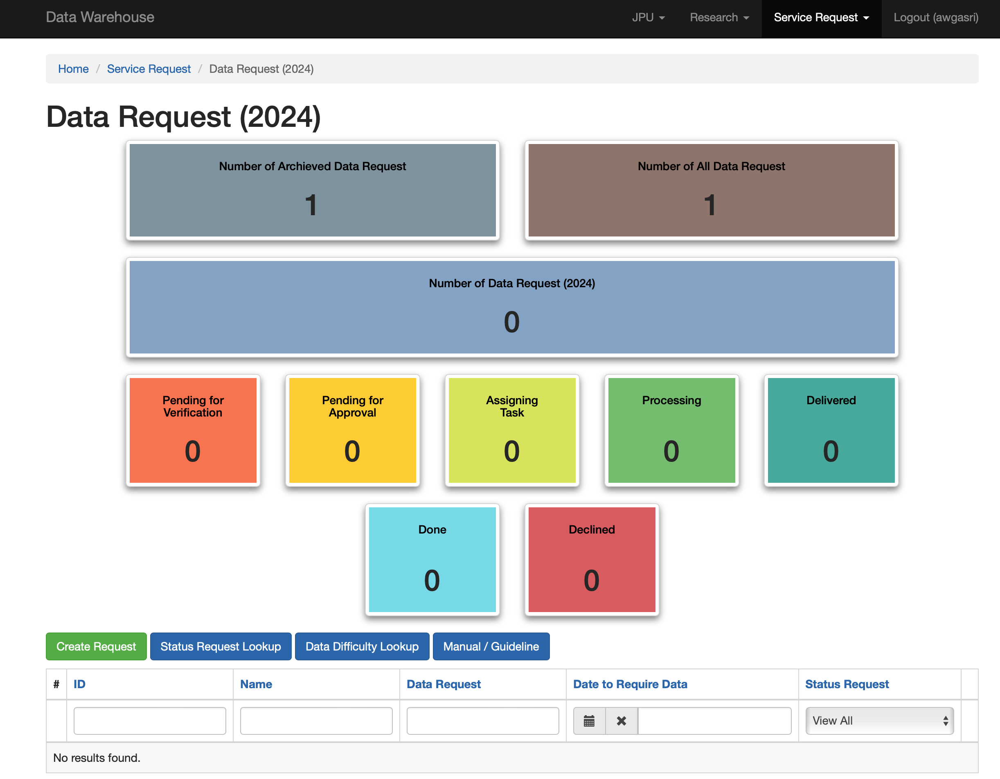 Data Warehouse
JPU Research Service Request Logout (awgasri)
Home / Service Request / Data Request (2024)
Data Request (2024)
Number of Archieved Data Request
1
Number of All Data Request
1
Number of Data Request (2024)
0
Pending for
Verification
0
Pending for
Approval
0
Assigning
Task
0
Processing
0
Delivered
0
Done
0
Declined
0
Create Request Status Request Lookup Data Difficulty Lookup Manual / Guideline
# ID Name Data Request Date to Require Data Status Request
View All
No results found.